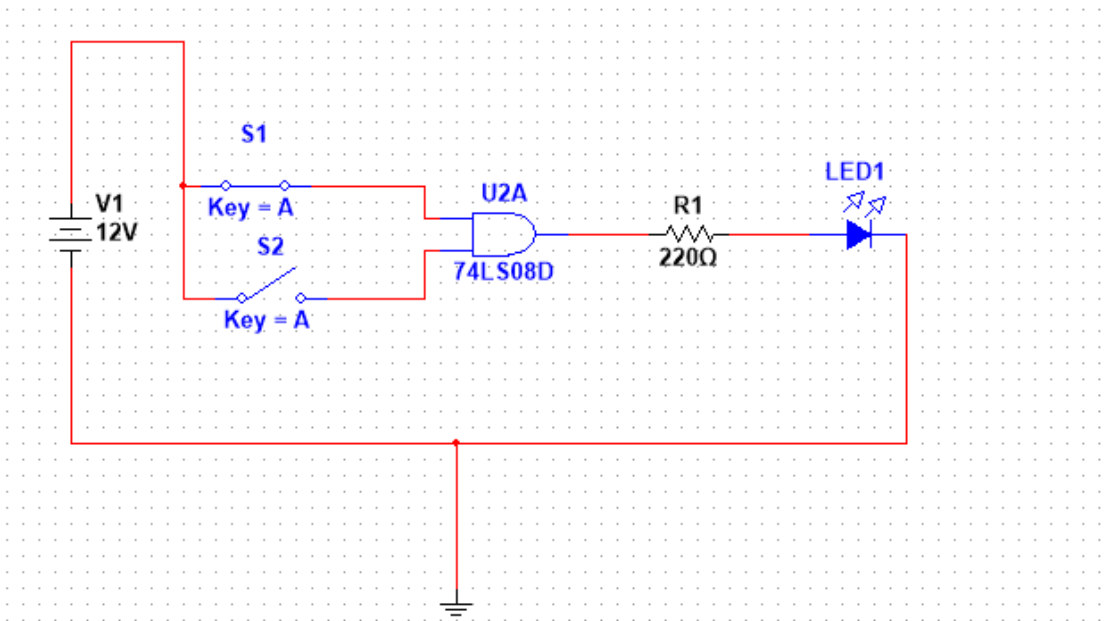 S1
Key = A
S2
Key = A
V1
12V
U2A
74LS08D
R1
220Ω
LED1